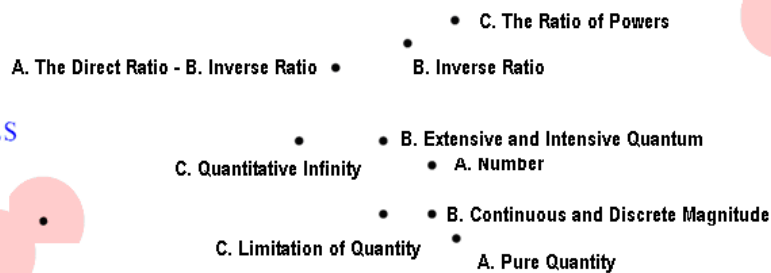 C. The Ratio of Powers
A. The Direct Ratio - B. Inverse Ratio
B. Inverse Ratio
B. Extensive and Intensive Quantum
C. Quantitative Infinity
A. Number
B. Continuous and Discrete Magnitude
C. Limitation of Quantity
A. Pure Quantity